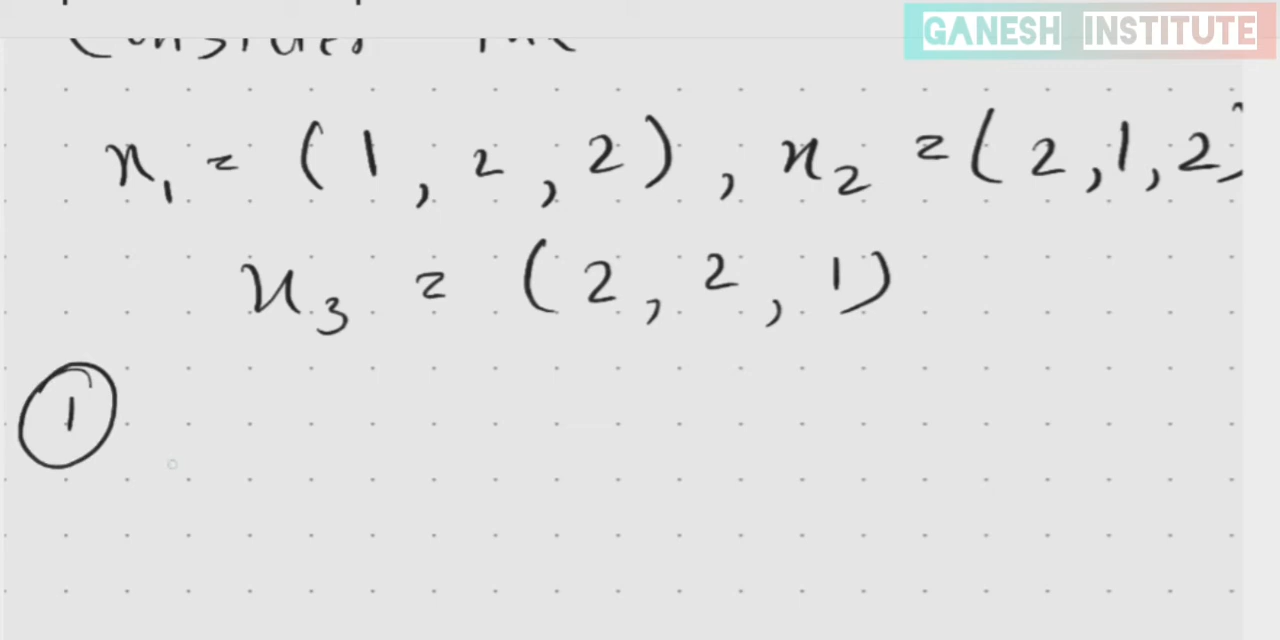 GANESH INSTITUTE
x₁ = (1, 2, 2), x₂ = (2, 1, 2)
x₃ = (2, 2, 1)
①